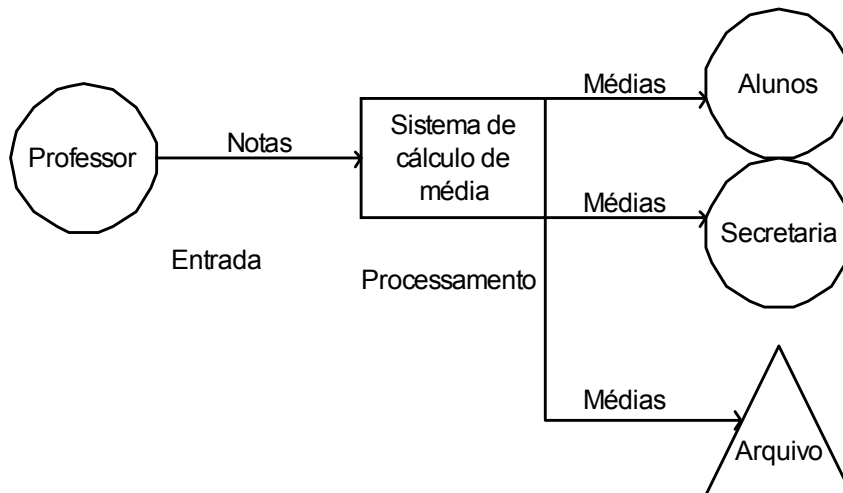 Professor
Notas
Entrada
Sistema de
cálculo de
média
Processamento
Médias
Alunos
Médias
Secretaria
Médias
Arquivo